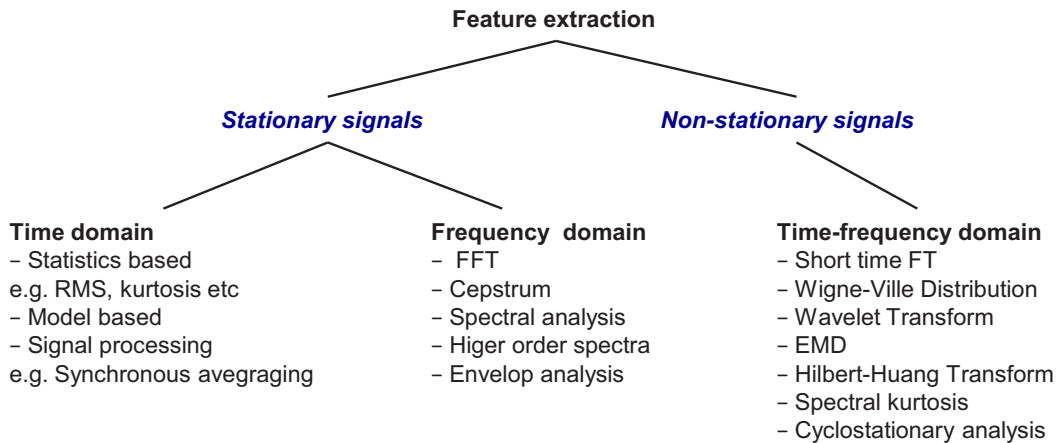 Feature extraction
Stationary signals
Non-stationary signals
Time domain
– Statistics based
e.g. RMS, kurtosis etc
– Model based
– Signal processing
e.g. Synchronous avegraging
Frequency domain
– FFT
– Cepstrum
– Spectral analysis
– Higer order spectra
– Envelop analysis
Time-frequency domain
– Short time FT
– Wigne-Ville Distribution
– Wavelet Transform
– EMD
– Hilbert-Huang Transform
– Spectral kurtosis
– Cyclostationary analysis